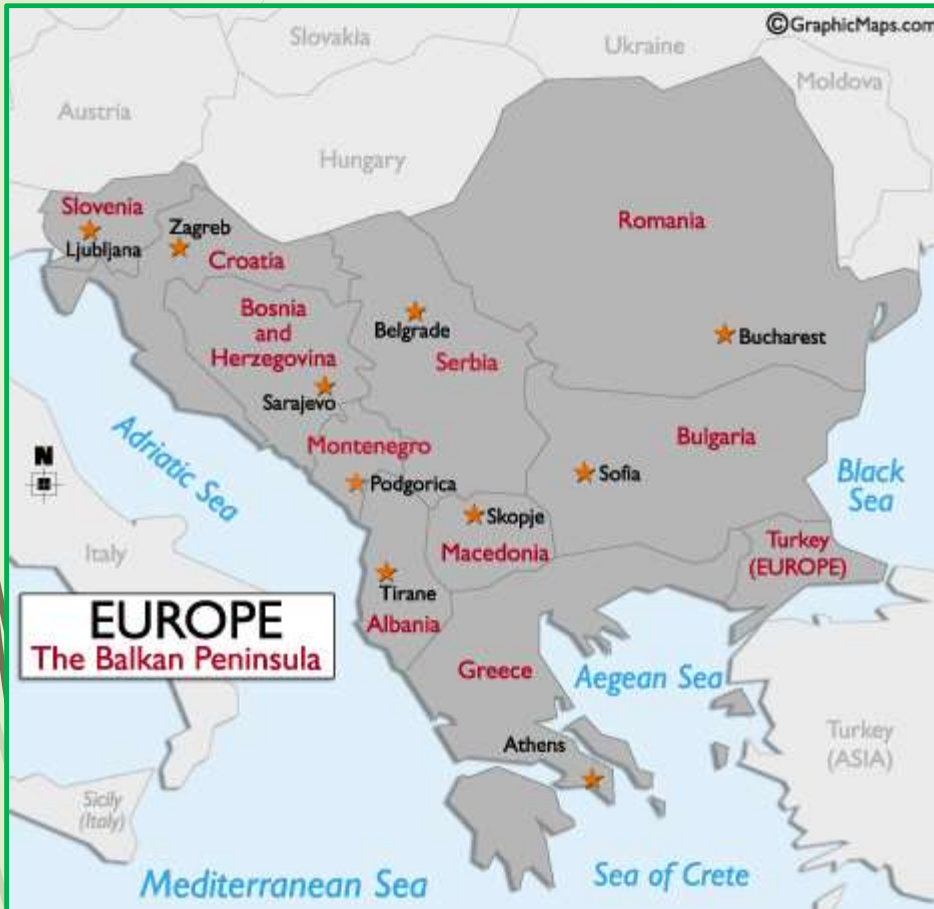 ©GraphicMaps.com
Slovakia
Ukraine
Moldova
Austria
Hungary
Slovenia
Zagreb
Ljubljana
Croatia
Romania
Bosnia
and
Herzegovina
Belgrade
Serbia
Bucharest
Sarajevo
Adriatic Sea
Montenegro
Bulgaria
N
Podgorica
Sofia
Black
Sea
Skopje
Italy
Macedonia
Turkey
(EUROPE)
Tirane
Albania
EUROPE
The Balkan Peninsula
Greece
Aegean Sea
Athens
Turkey
(ASIA)
Sicily
(Italy)
Mediterranean Sea
Sea of Crete